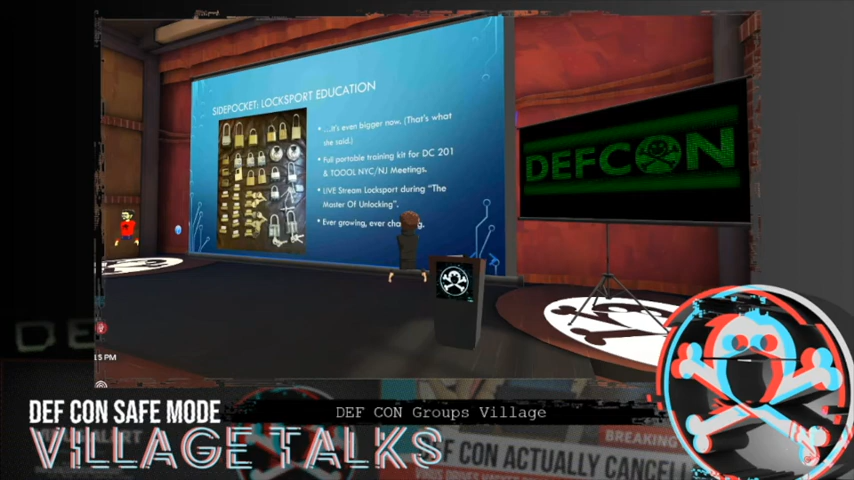 SIDEPOCKET: LOCKSPORT EDUCATION
• ...it's even bigger now. (That's what
she said.)
• Full portable training kit for DC 201
& TOOOL NYC/NJ Meetings.
• LIVE Stream Locksport during "The
Master Of Unlocking".
• Ever growing, ever
DEFCON
15 PM
DEF CON Groups Village
DEF CON SAFE MODE
VILLAGE TALKS
BREAKING
DEF CON ACTUALLY CANCELL